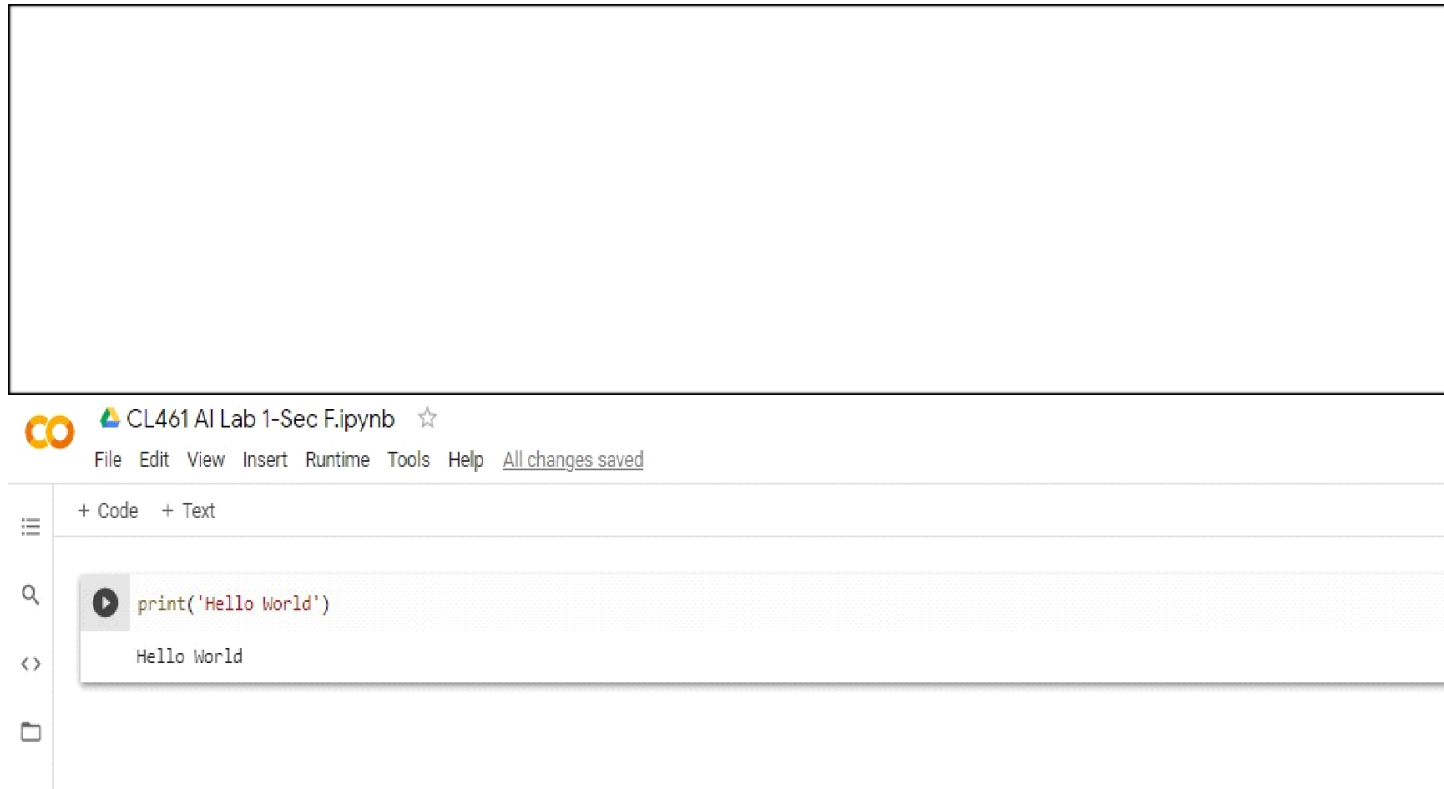 CO CL461 AI Lab 1-Sec F.ipynb
File Edit View Insert Runtime Tools Help All changes saved
+ Code + Text
print('Hello World')
Hello World